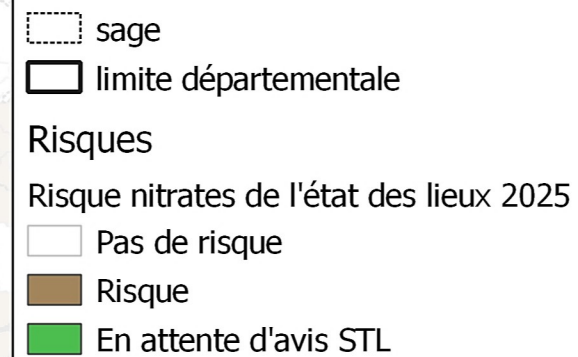 sage
limite départementale
Risques
Risque nitrates de l'état des lieux 2025
Pas de risque
Risque
En attente d'avis STL